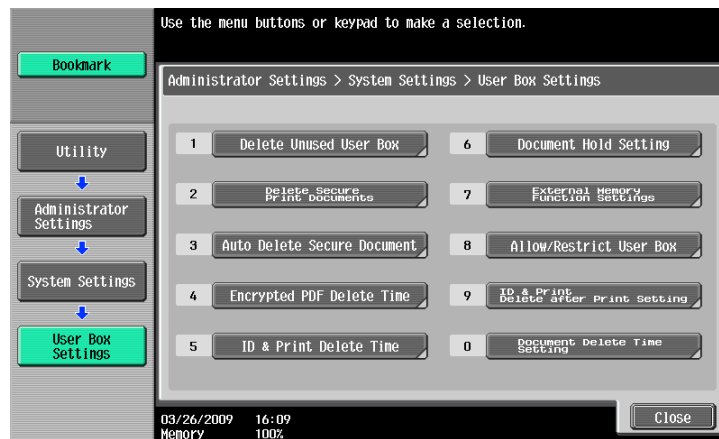 Use the menu buttons or keypad to make a selection.
Bookmark
Administrator Settings > System Settings > User Box Settings
Utility
Administrator
Settings
System Settings
User Box
Settings
1 Delete Unused User Box
2 Delete Secure
Print Documents
3 Auto Delete Secure Document
4 Encrypted PDF Delete Time
5 ID & Print Delete Time
6 Document Hold Setting
7 External Memory
Function Settings
8 Allow/Restrict User Box
9 ID & Print
Delete after Print Setting
0 Document Delete Time
Setting
03/26/2009 16:09
Memory 100%
Close